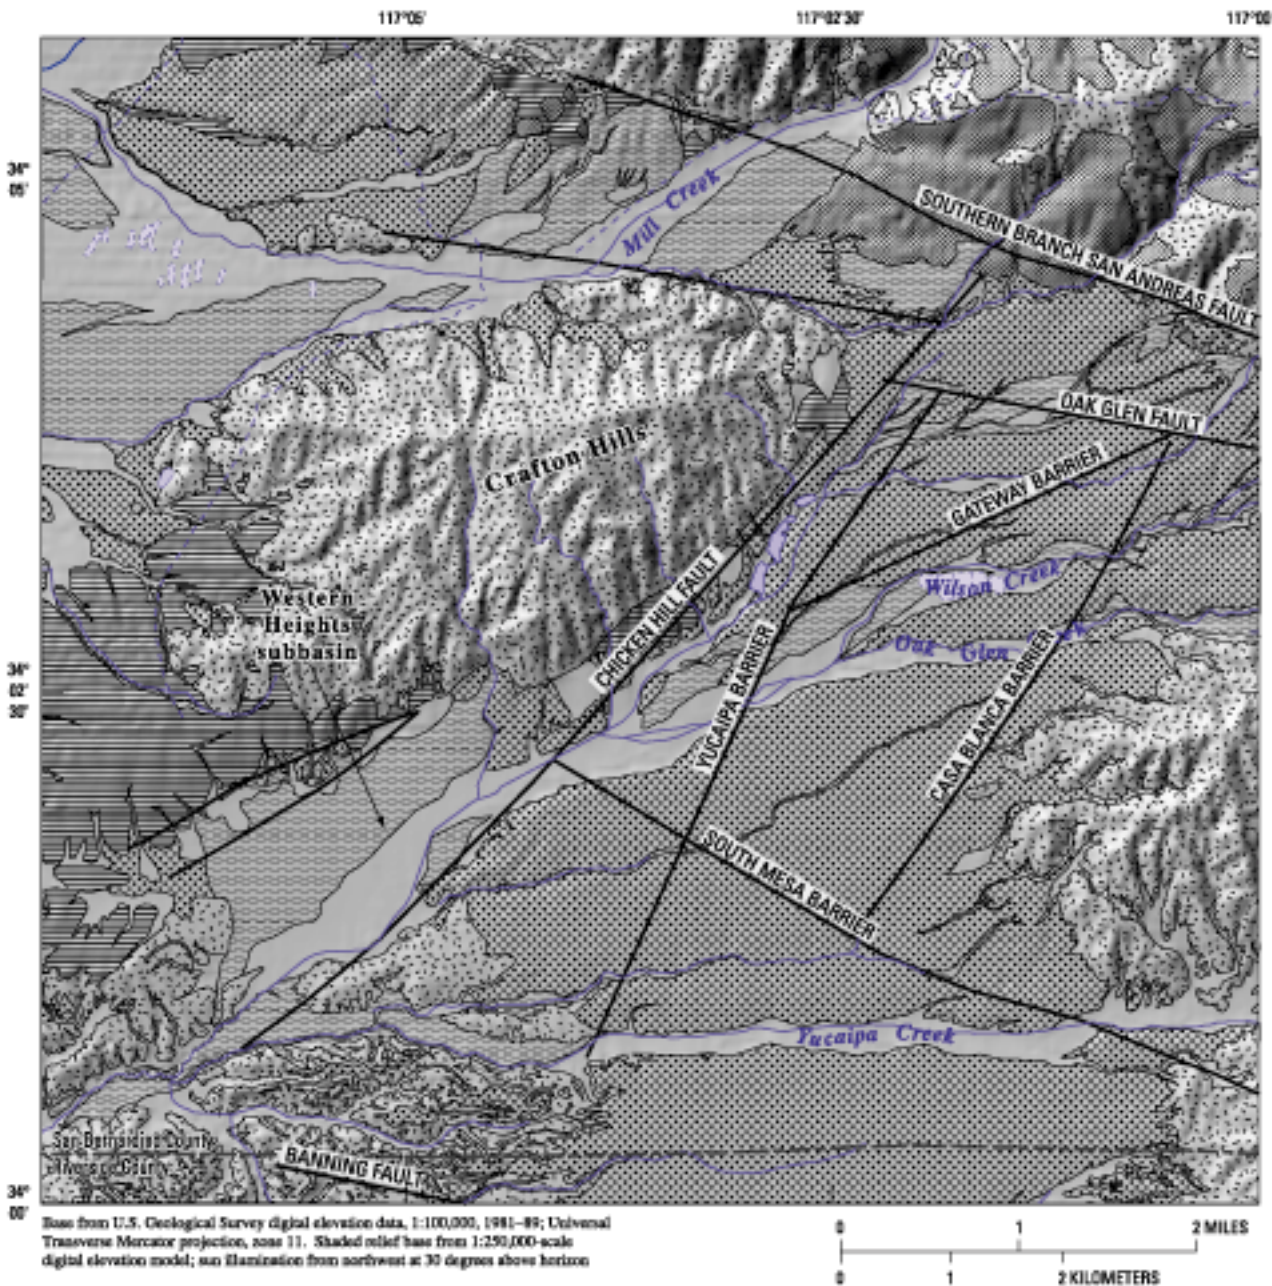 117°05'
117°02'30"
117°00
34°
05'
Mill Creek
SOUTHERN BRANCH SAN ANDREAS FAULT
OAK GLEN FAULT
Crafton Hills
GATEWAY BARRIER
Wilson Creek
Western
Heights
subbasin
CHICKEN HILL FAULT
Oak Glen
YUCAIPA BARRIER
CASA BLANCA BARRIER
34°
02'
30"
SOUTH MESA BARRIER
Yucaipa Creek
San Bernardino County
Riverside County
BANNING FAULT
34°
00'
Base from U.S. Geological Survey digital elevation data, 1:100,000, 1981–89; Universal
Transverse Mercator projection, zone 11. Shaded relief base from 1:250,000-scale
digital elevation model; sun illumination from northwest at 30 degrees above horizon
0 1 2 MILES
0 1 2 KILOMETERS